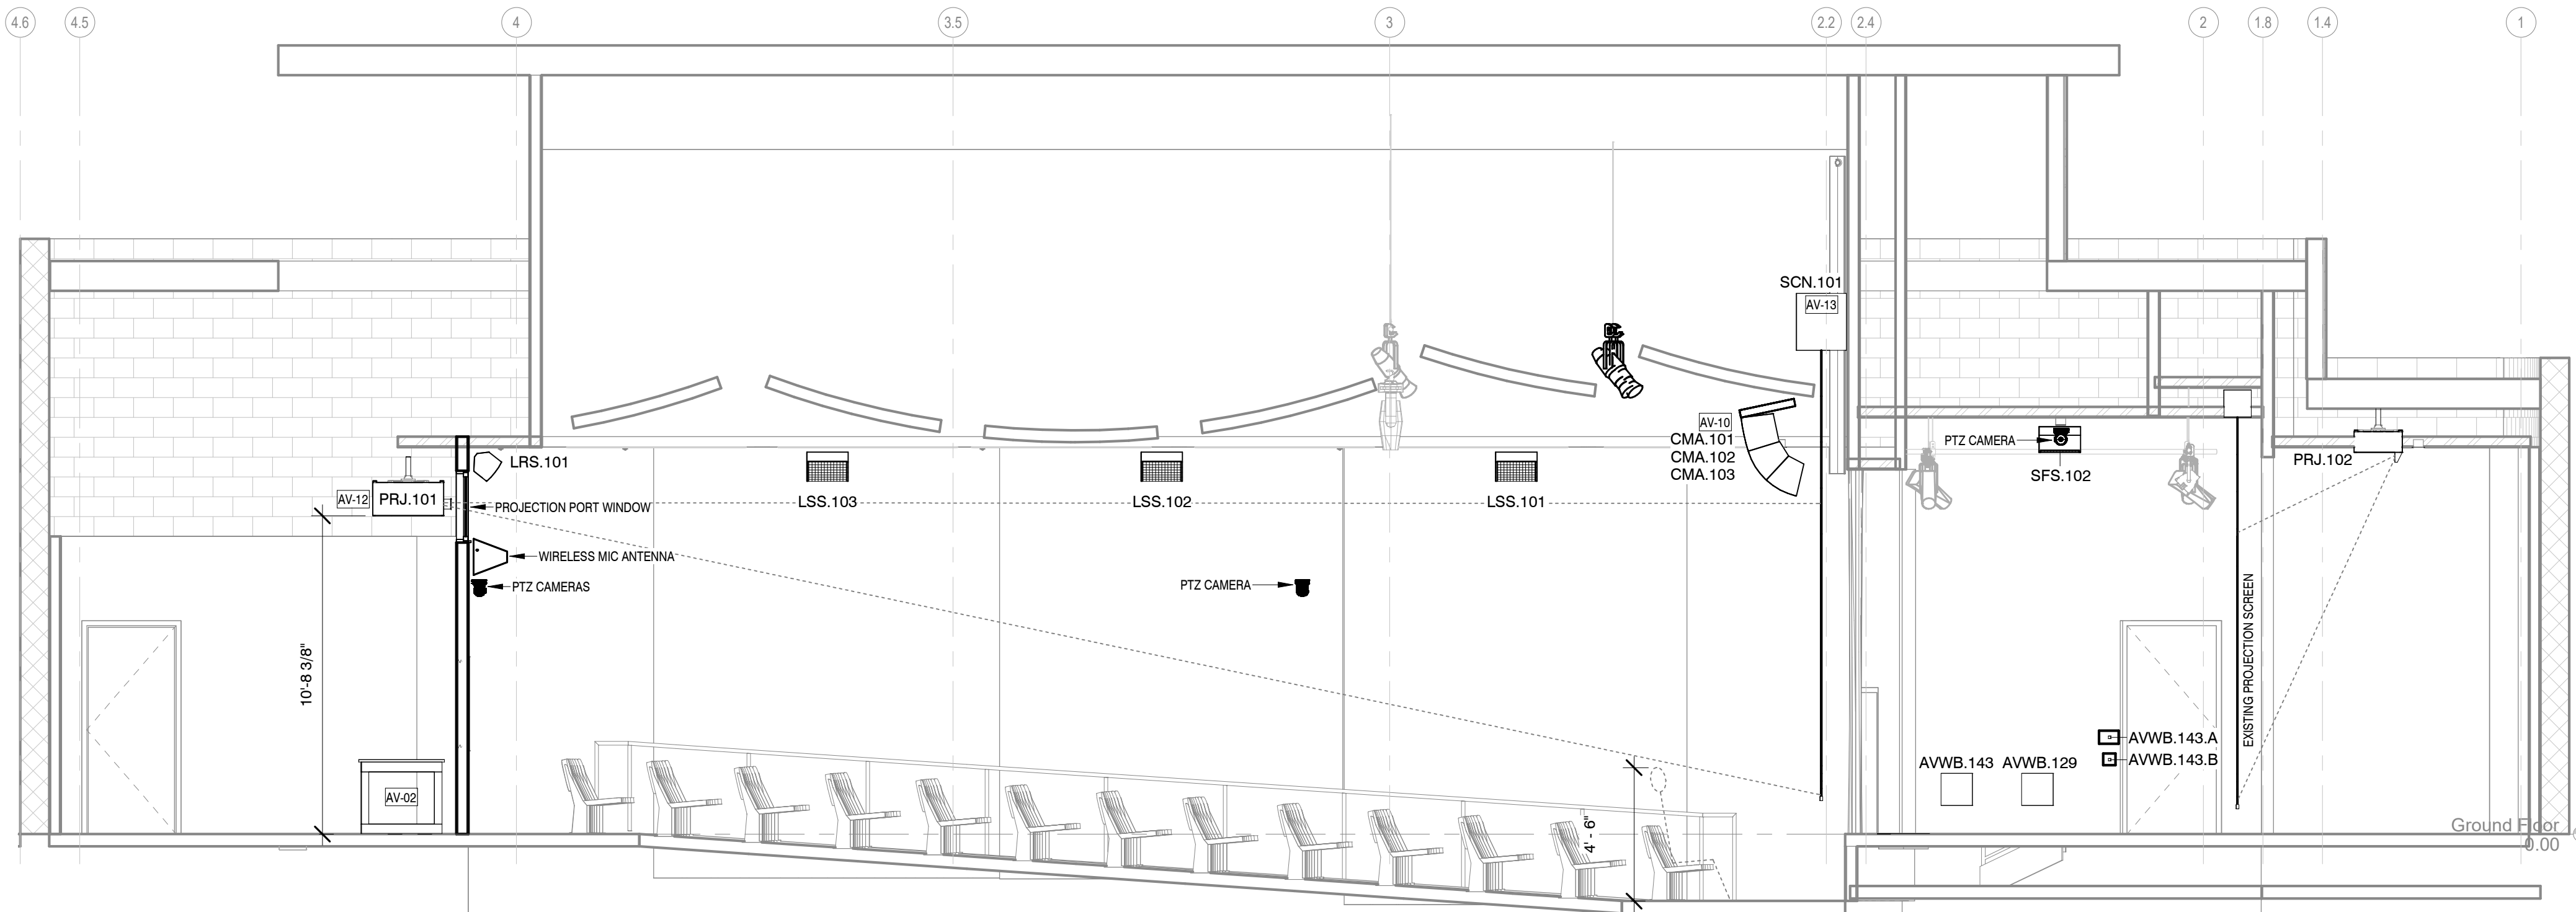 4.6
4.5
4
3.5
3
2.2
2.4
2
1.8
1.4
1
SCN.101
AV-13
AV-10
CMA.101
CMA.102
CMA.103
PTZ CAMERA
SFS.102
PRJ.102
LRS.101
LSS.103
LSS.102
LSS.101
AV-12
PRJ.101
PROJECTION PORT WINDOW
WIRELESS MIC ANTENNA
PTZ CAMERAS
PTZ CAMERA
10'-8 3/8"
EXISTING PROJECTION SCREEN
AVWB.143.A
AVWB.143.B
AVWB.143
AVWB.129
AV-02
4' - 6"
Ground Floor
0.00